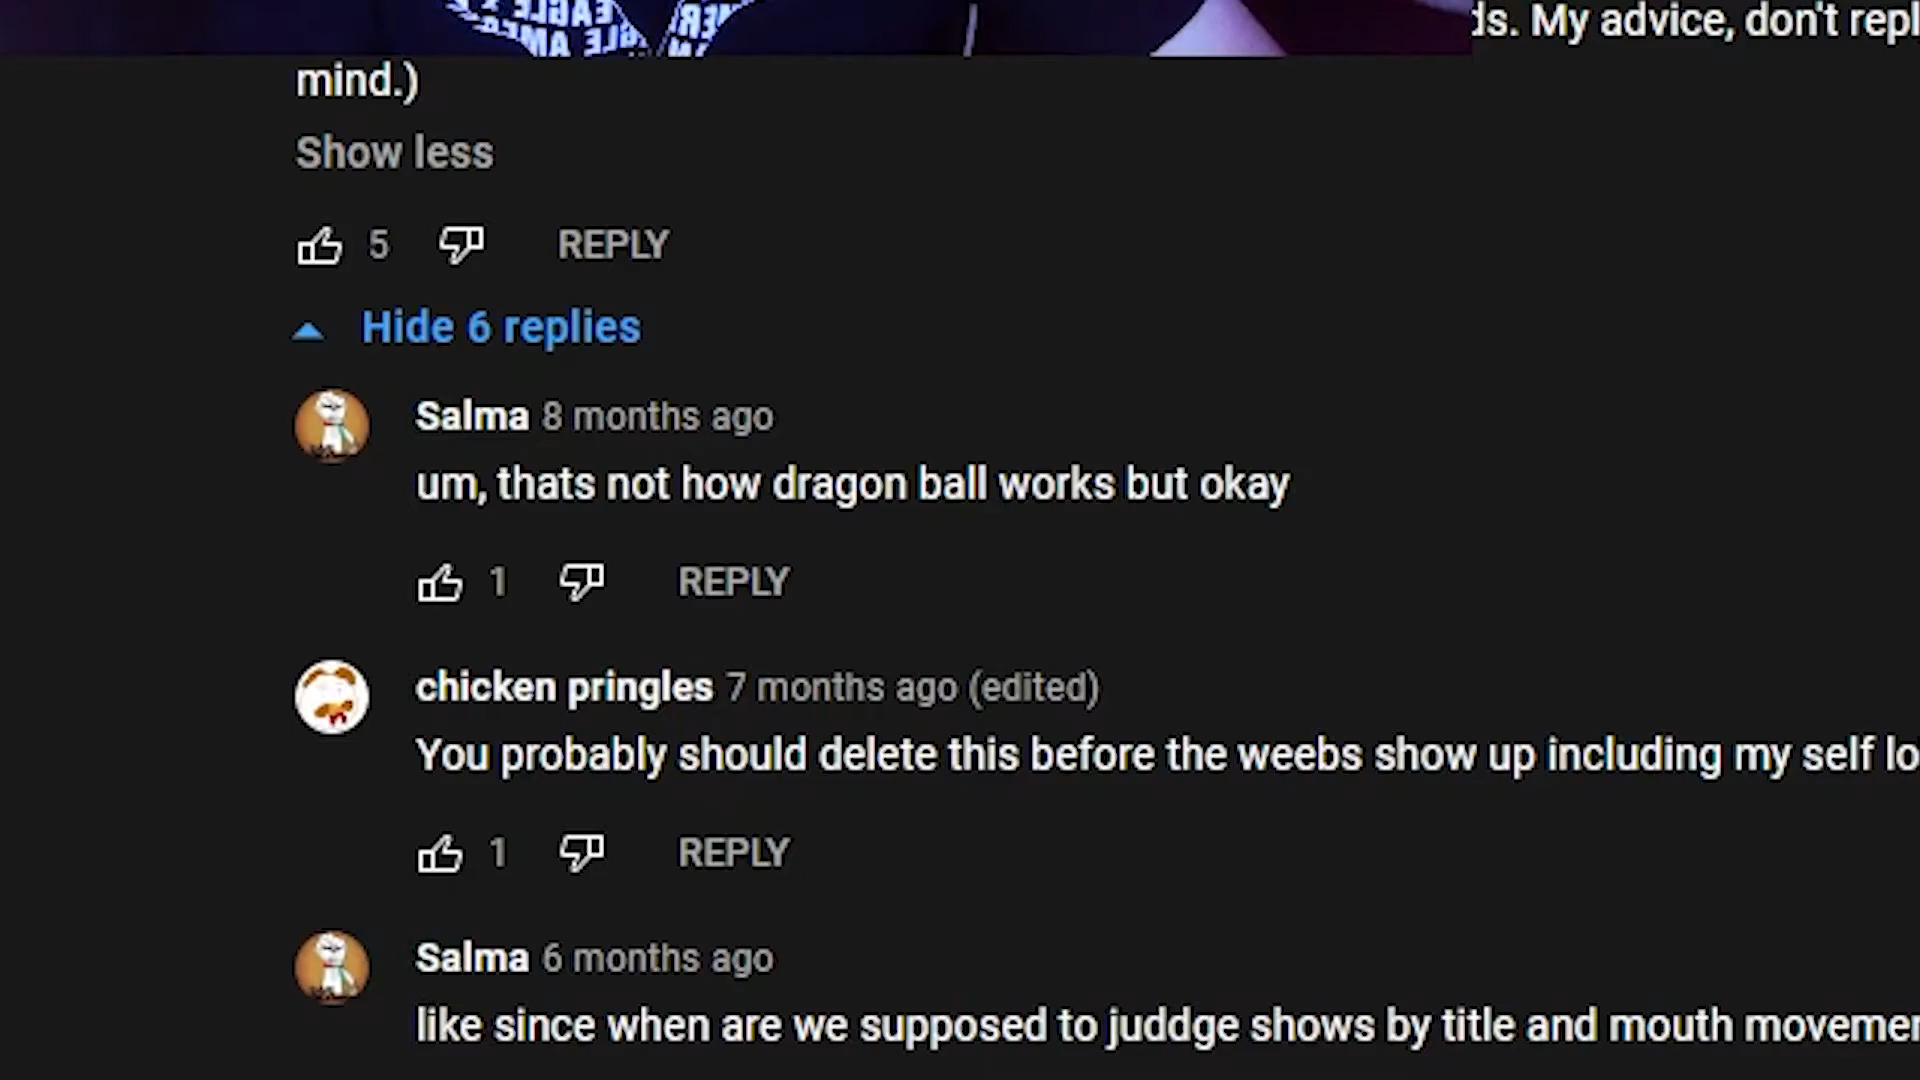 ds. My advice, don't repl
mind.)
Show less
5 REPLY
Hide 6 replies
Salma 8 months ago
um, thats not how dragon ball works but okay
1 REPLY
chicken pringles 7 months ago (edited)
You probably should delete this before the weebs show up including my self lo
1 REPLY
Salma 6 months ago
like since when are we supposed to juddge shows by title and mouth movemen